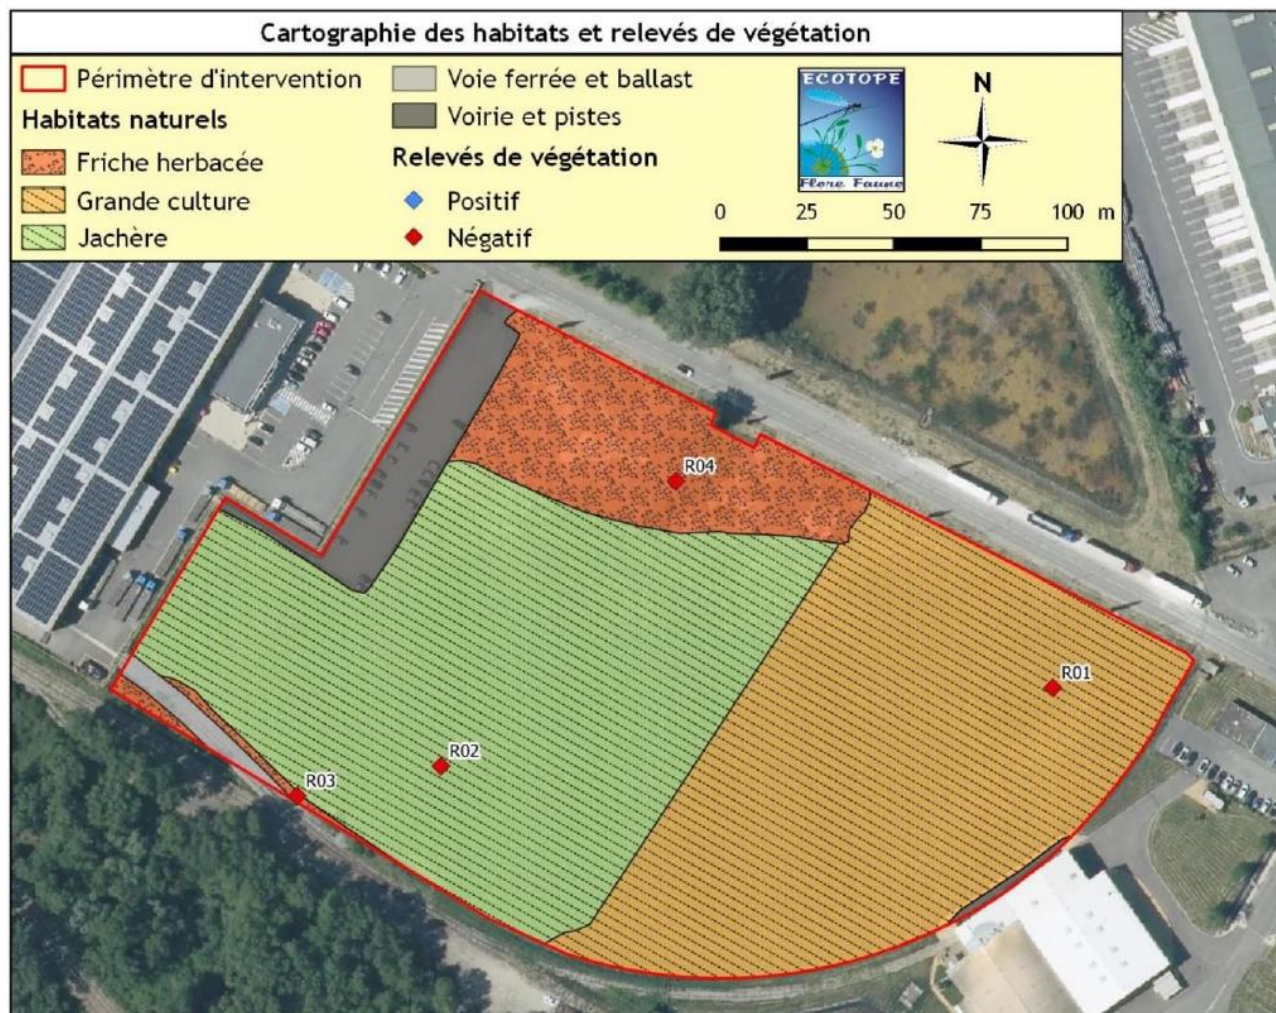 Cartographie des habitats et relevés de végétation
Périmètre d'intervention
Habitats naturels
Friche herbacée
Grande culture
Jachère
Voie ferrée et ballast
Voirie et pistes
Relevés de végétation
Positif
Négatif
ECOTOPE
Flore Faune
N
0 25 50 75 100 m
R04
R01
R02
R03